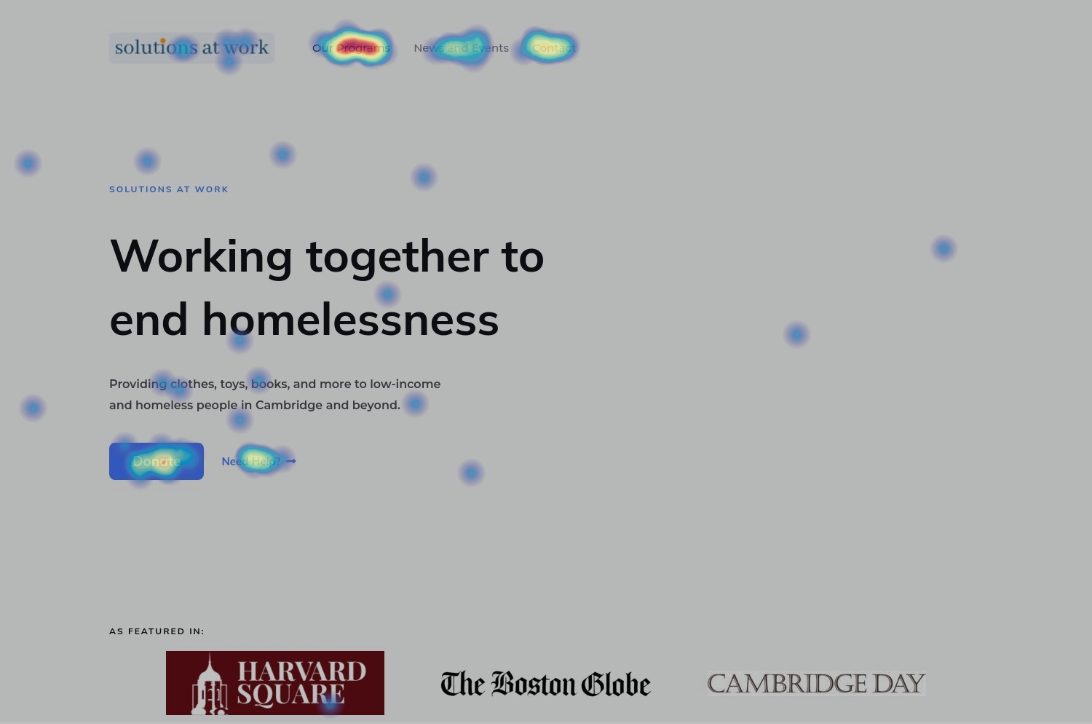 solutions at work
Our Programs News and Events Contact
SOLUTIONS AT WORK
Working together to
end homelessness
Providing clothes, toys, books, and more to low-income
and homeless people in Cambridge and beyond.
Donate Need Help? →
AS FEATURED IN:
HARVARD
SQUARE
The Boston Globe
CAMBRIDGE DAY